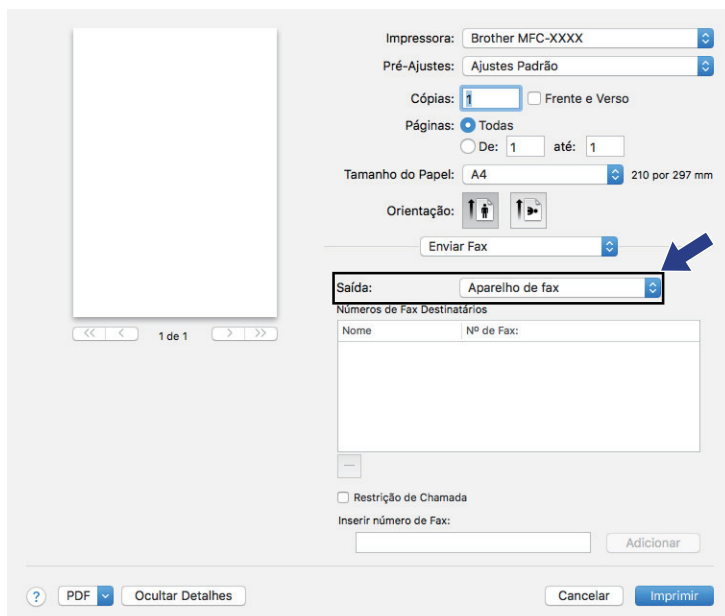 Impressora: Brother MFC-XXXX
Pré-Ajustes: Ajustes Padrão
Cópias: 1 Frente e Verso
Páginas: Todas
De: 1 até: 1
Tamanho do Papel: A4 210 por 297 mm
Orientação:
Enviar Fax
Saída: Aparelho de fax
Números de Fax Destinatários
Nome Nº de Fax:
<< < 1 de 1 > >>
Restrição de Chamada
Inserir número de Fax:
Adicionar
? PDF Ocultar Detalhes Cancelar Imprimir